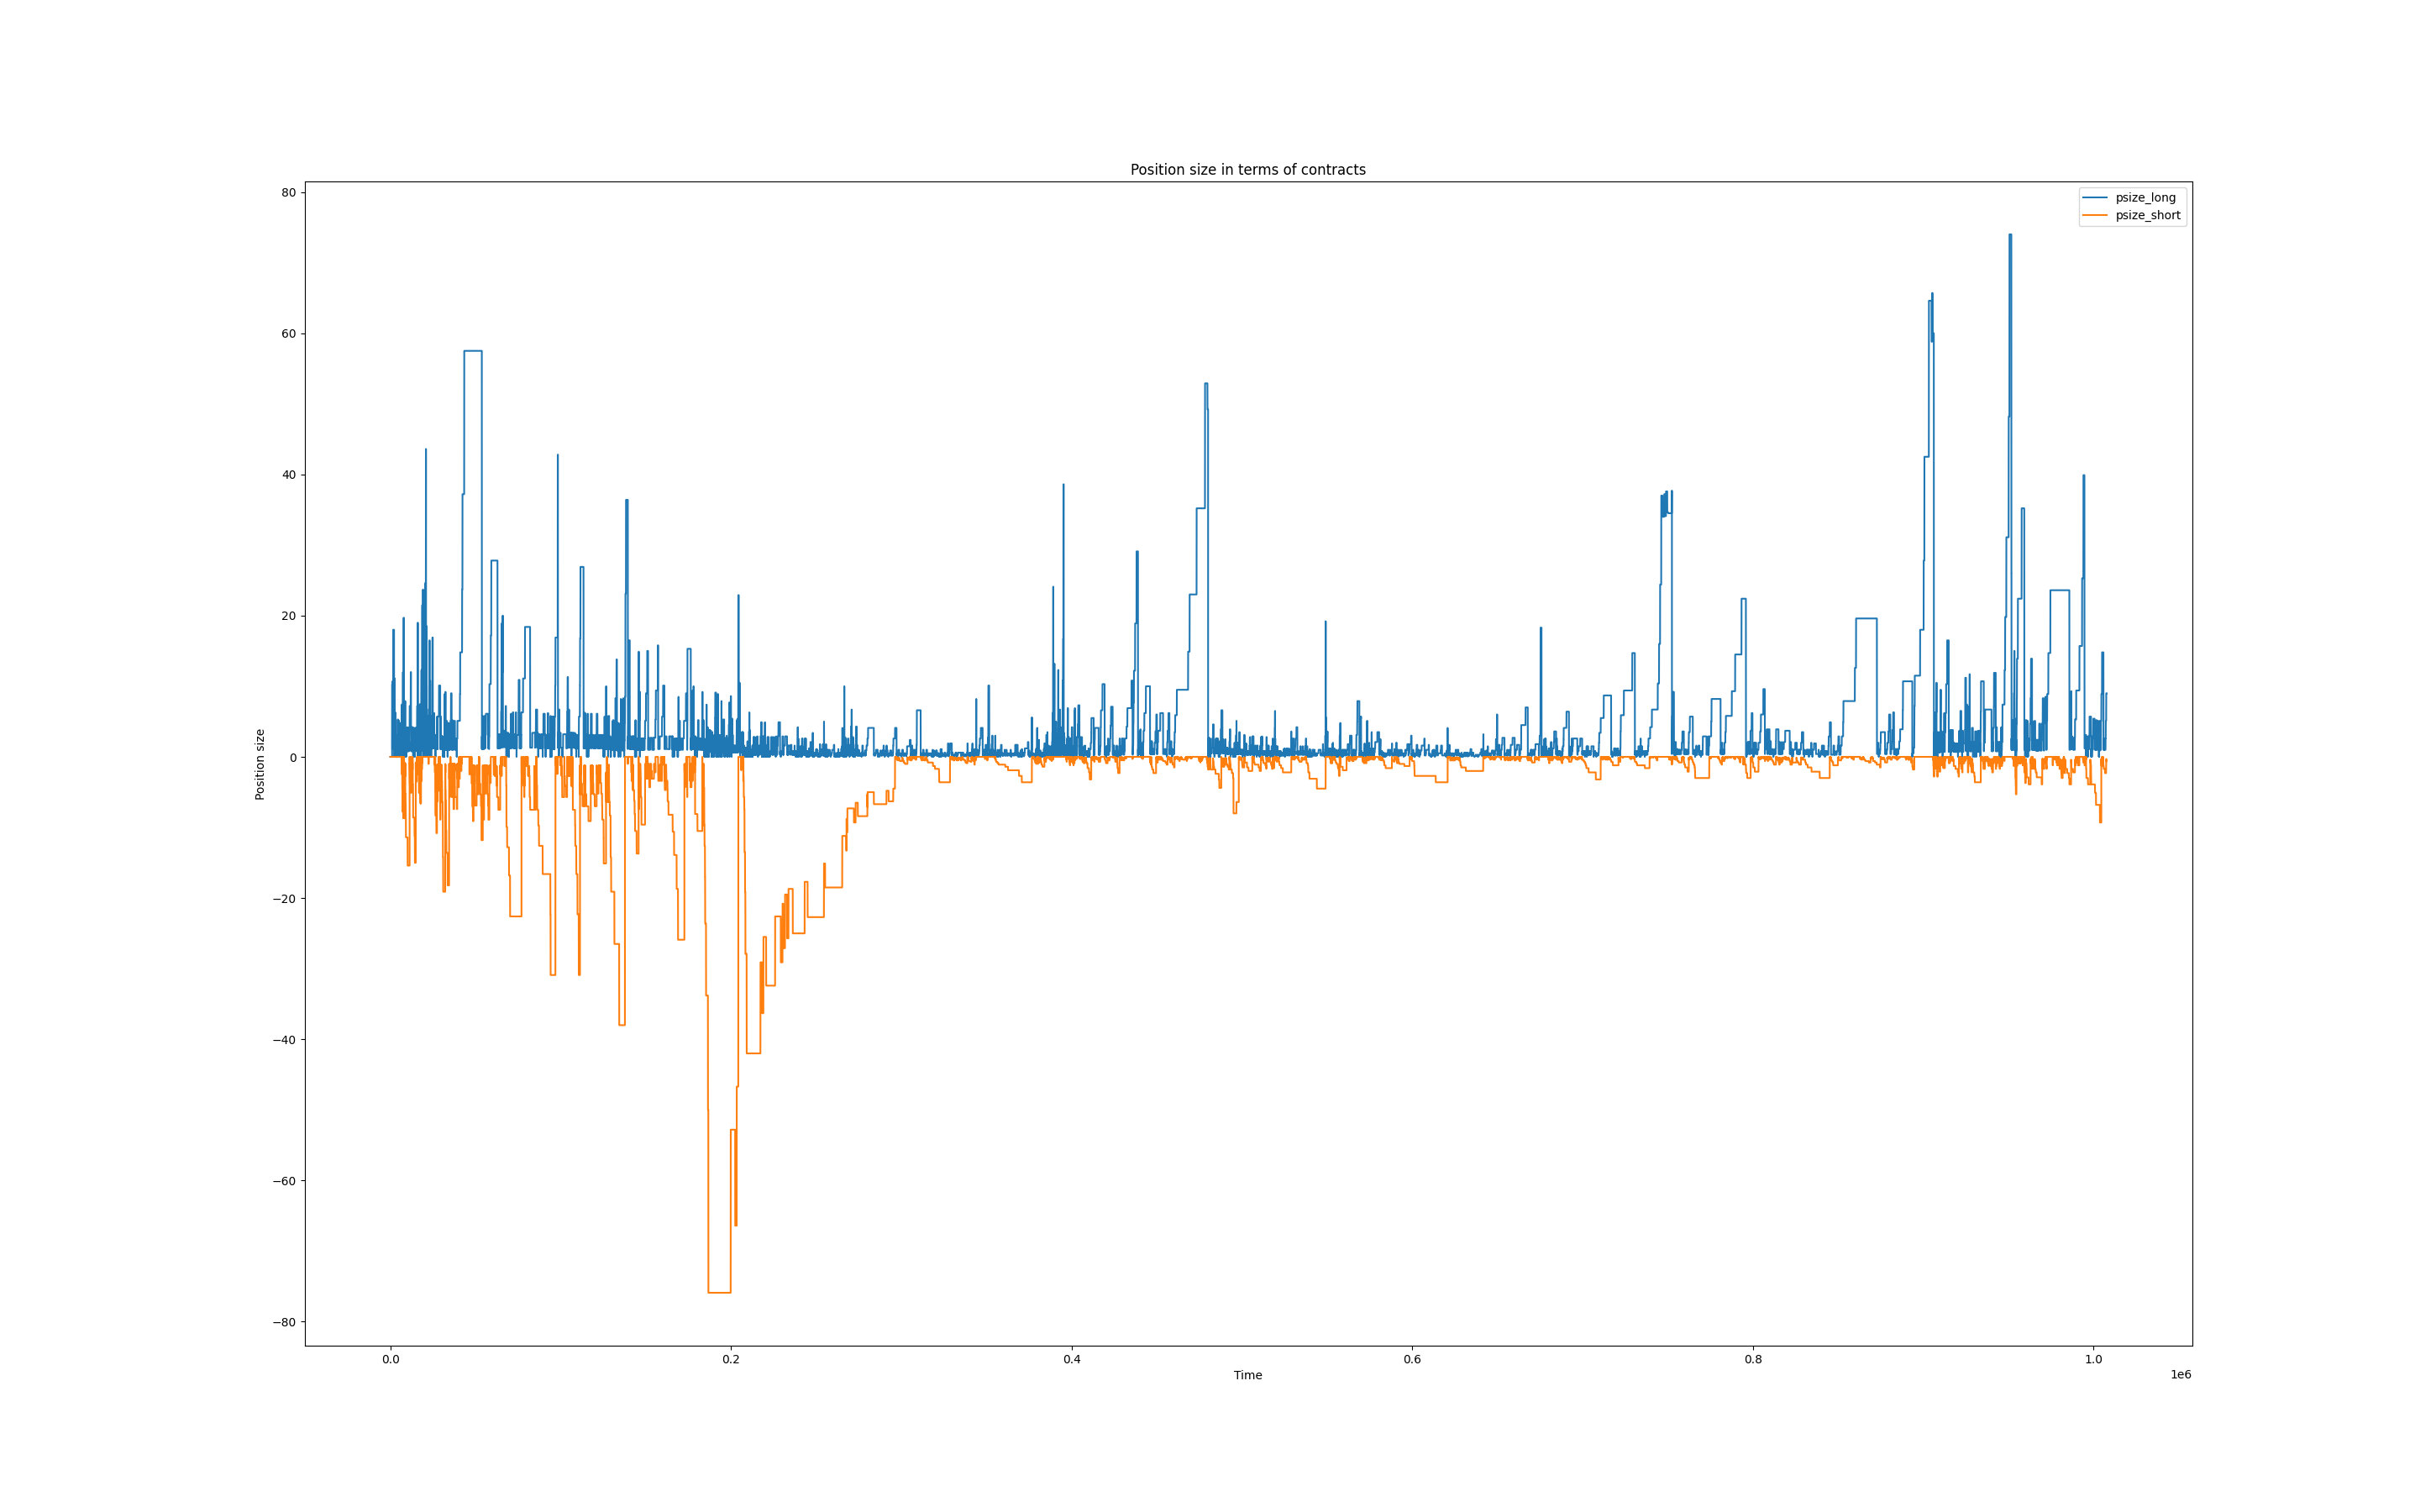 Position size in terms of contracts
psize_long
psize_short
80
60
40
20
0
−20
−40
−60
−80
Position size
0.0 0.2 0.4 0.6 0.8 1.0
Time
1e6